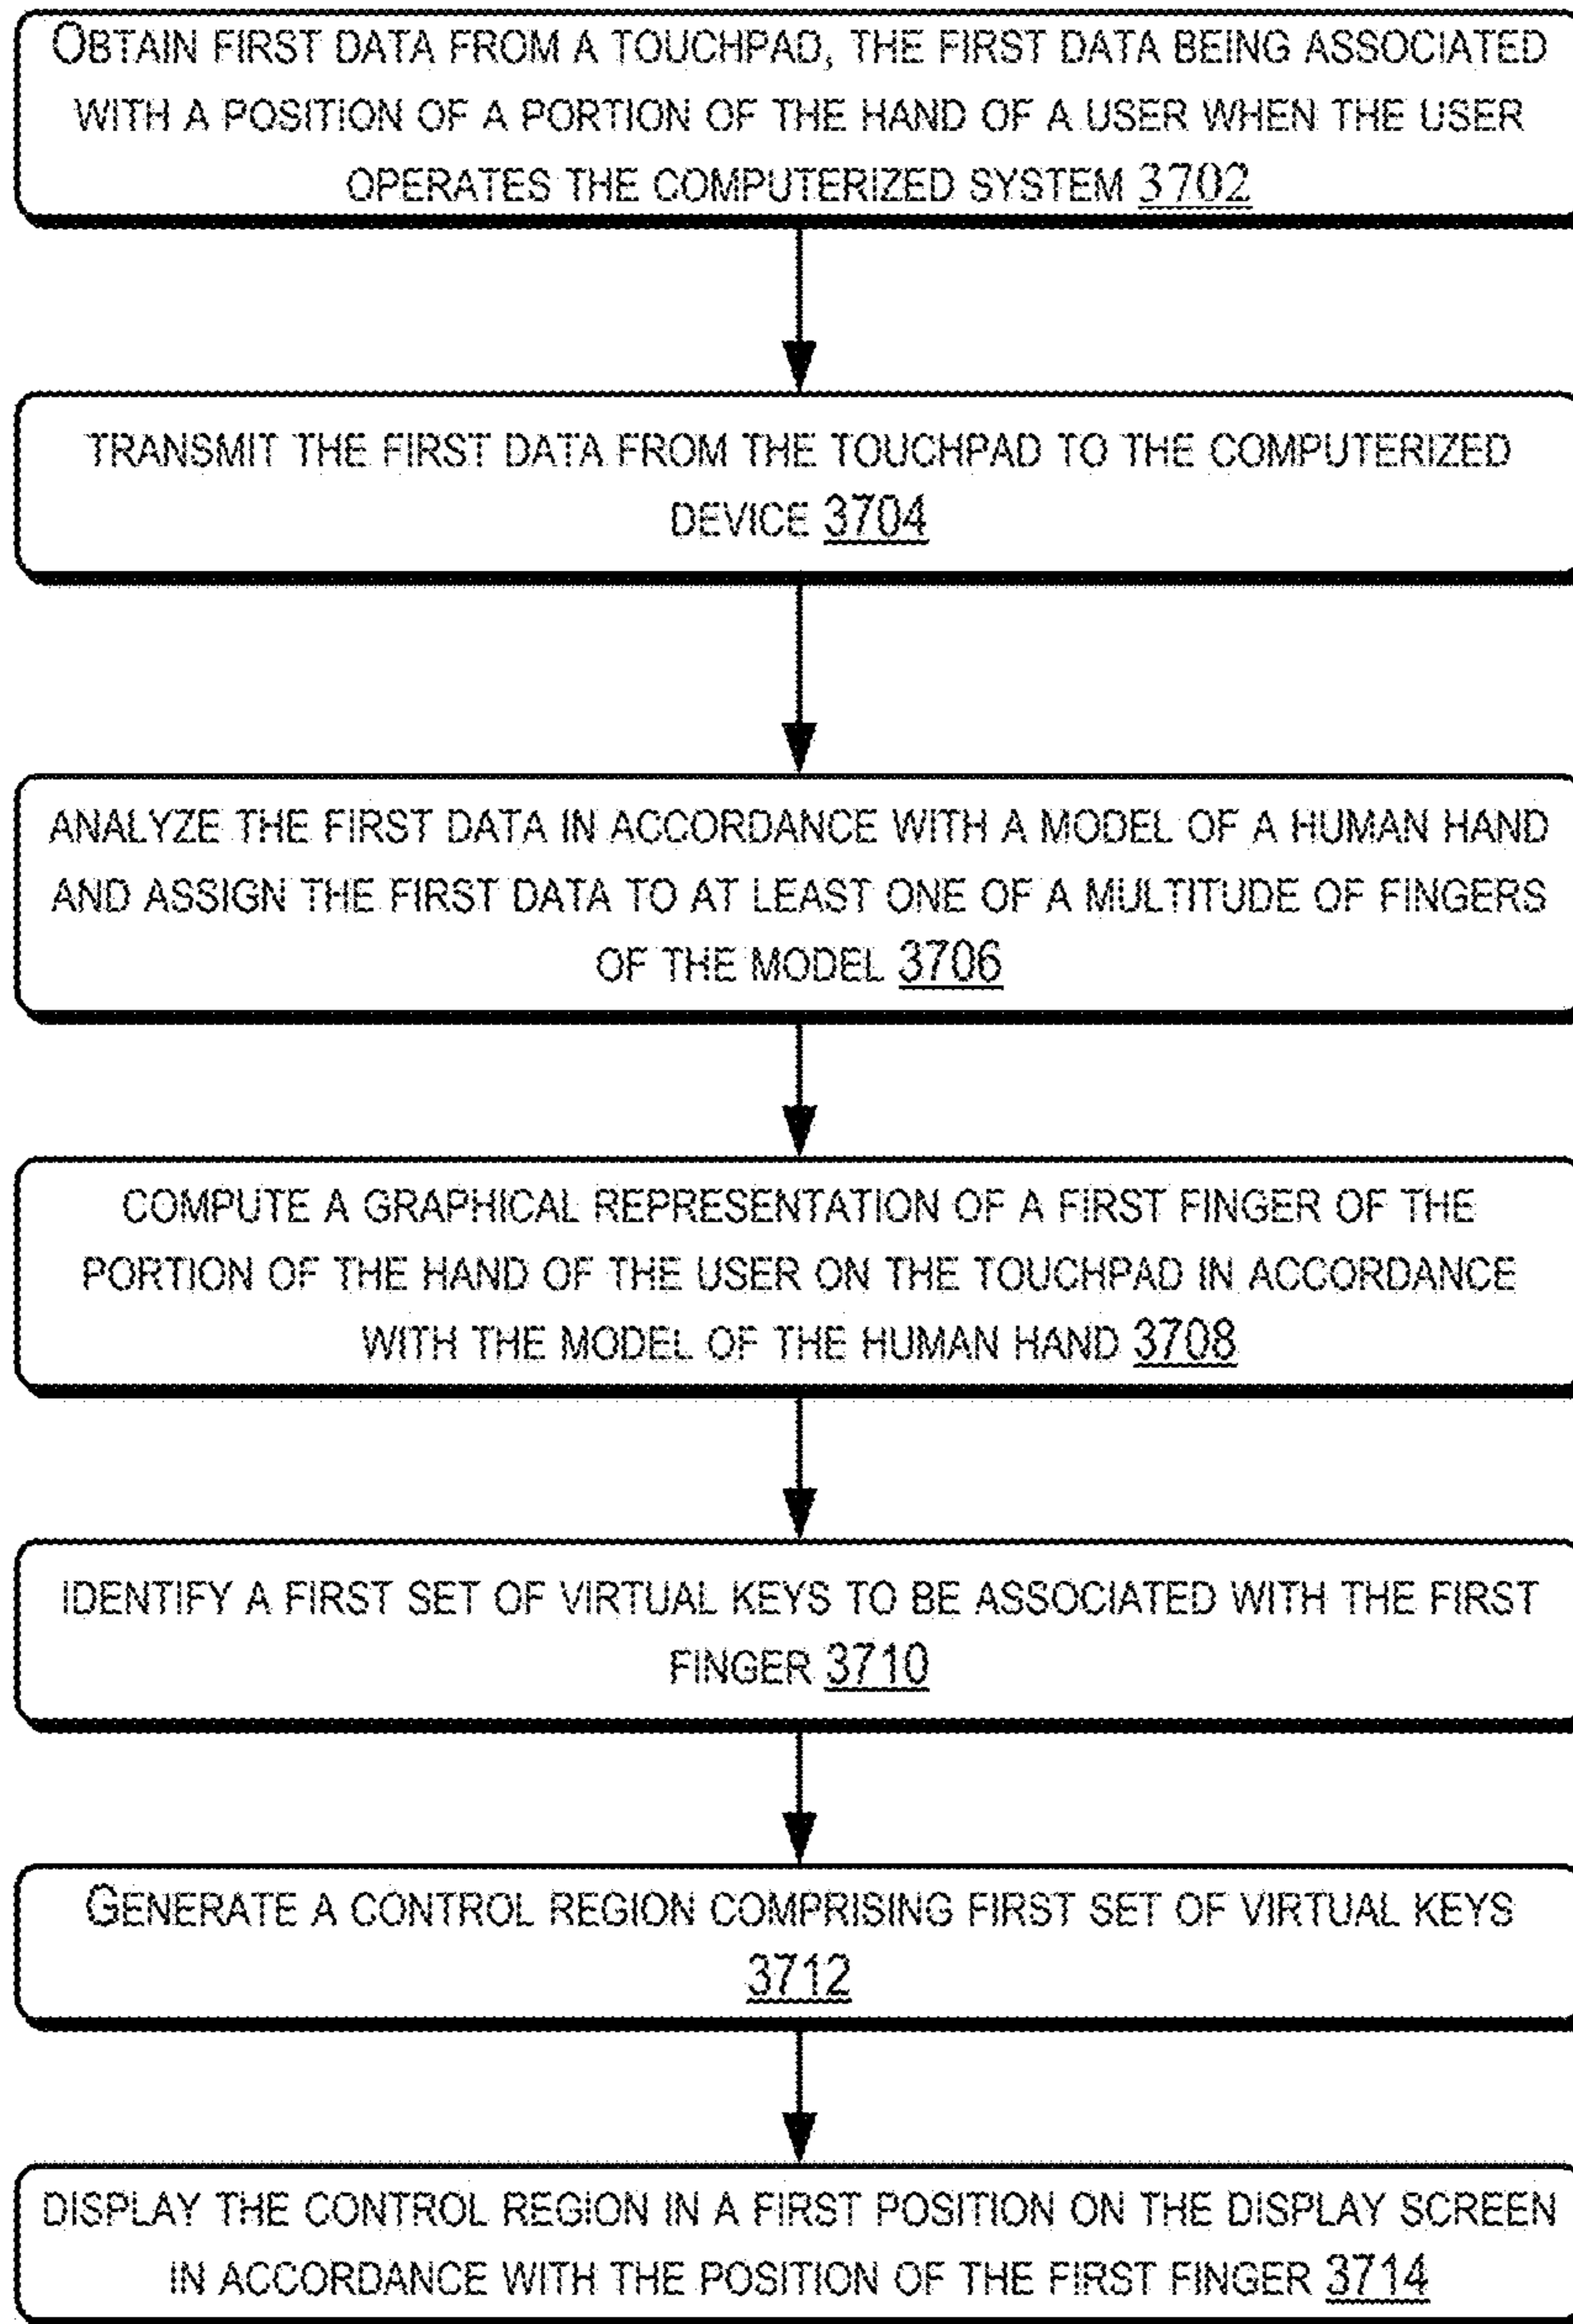 OBTAIN FIRST DATA FROM A TOUCHPAD, THE FIRST DATA BEING ASSOCIATED
WITH A POSITION OF A PORTION OF THE HAND OF A USER WHEN THE USER
OPERATES THE COMPUTERIZED SYSTEM 3702
TRANSMIT THE FIRST DATA FROM THE TOUCHPAD TO THE COMPUTERIZED
DEVICE 3704
ANALYZE THE FIRST DATA IN ACCORDANCE WITH A MODEL OF A HUMAN HAND
AND ASSIGN THE FIRST DATA TO AT LEAST ONE OF A MULTITUDE OF FINGERS
OF THE MODEL 3706
COMPUTE A GRAPHICAL REPRESENTATION OF A FIRST FINGER OF THE
PORTION OF THE HAND OF THE USER ON THE TOUCHPAD IN ACCORDANCE
WITH THE MODEL OF THE HUMAN HAND 3708
IDENTIFY A FIRST SET OF VIRTUAL KEYS TO BE ASSOCIATED WITH THE FIRST
FINGER 3710
GENERATE A CONTROL REGION COMPRISING FIRST SET OF VIRTUAL KEYS
3712
DISPLAY THE CONTROL REGION IN A FIRST POSITION ON THE DISPLAY SCREEN
IN ACCORDANCE WITH THE POSITION OF THE FIRST FINGER 3714